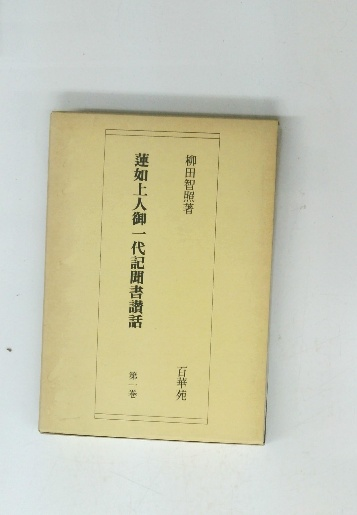 柳田智照著
蓮如上人御一代記聞書讃話
第一巻
百華苑